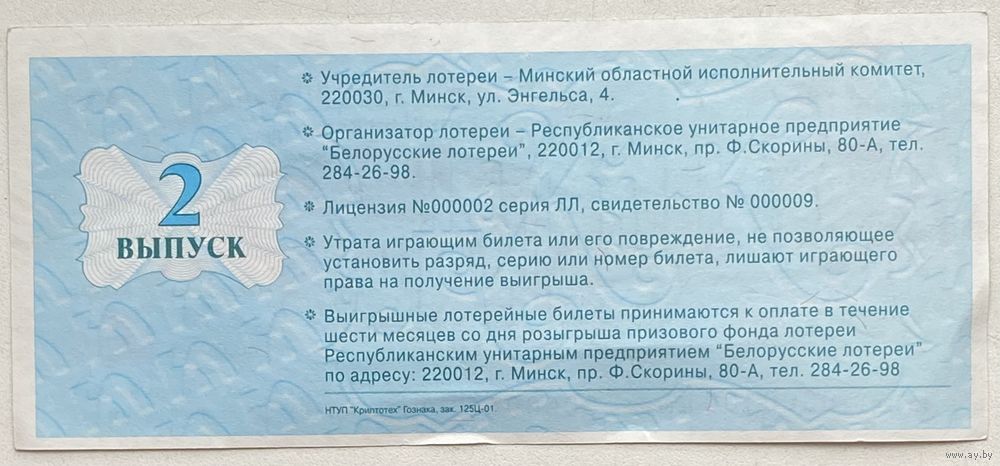 2
ВЫПУСК
Учредитель лотереи – Минский областной исполнительный комитет,
220030, г. Минск, ул. Энгельса, 4.
Организатор лотереи – Республиканское унитарное предприятие
“Белорусские лотереи”, 220012, г. Минск, пр. Ф.Скорины, 80-А, тел.
284-26-98.
Лицензия №000002 серия ЛЛ, свидетельство № 000009.
Утрата играющим билета или его повреждение, не позволяющее
установить разряд, серию или номер билета, лишают играющего
права на получение выигрыша.
Выигрышные лотерейные билеты принимаются к оплате в течение
шести месяцев со дня розыгрыша призового фонда лотереи
Республиканским унитарным предприятием “Белорусские лотереи”
по адресу: 220012, г. Минск, пр. Ф.Скорины, 80-А, тел. 284-26-98
НТУП "Криптотех" Гознака, зак. 125Ц-01.
www.ay.by